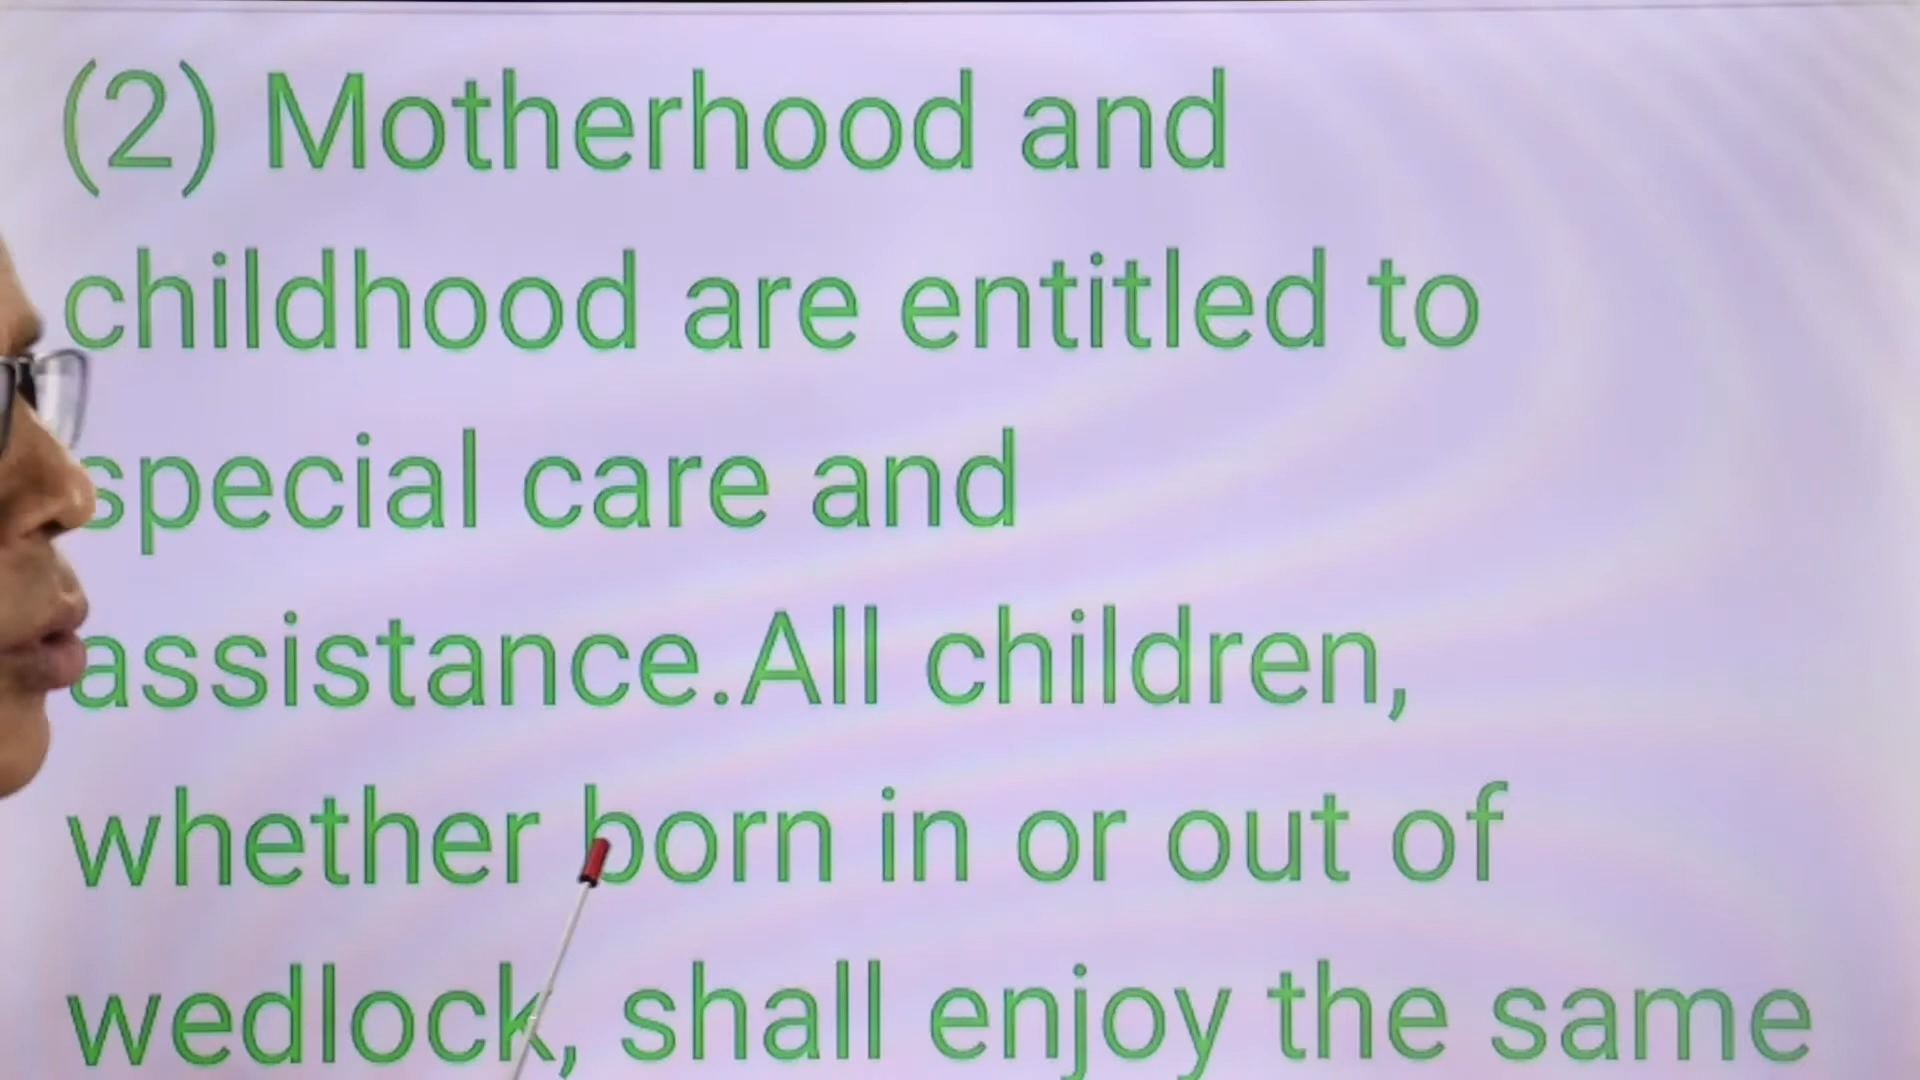 (2) Motherhood and
childhood are entitled to
special care and
assistance.All children,
whether born in or out of
wedlock, shall enjoy the same